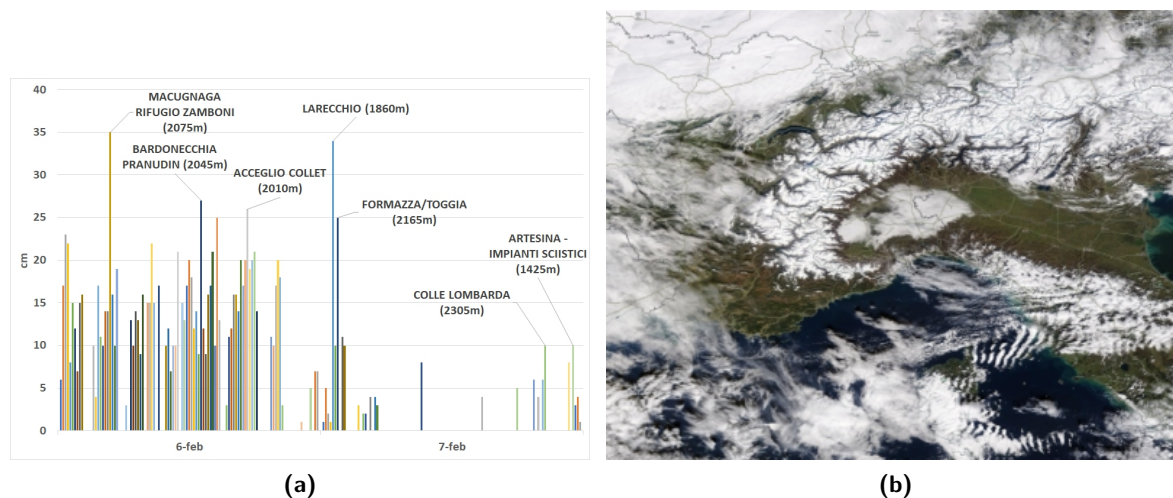 40
35
30
25
20
15
10
5
0
cm
MACUGNAGA
RIFUGIO ZAMBONI
(2075m)
BARDONECCHIA
PRANUDIN (2045m)
ACCEGLIO COLLET
(2010m)
LARECCHIO (1860m)
FORMAZZA/TOGGIA
(2165m)
ARTESINA -
IMPIANTI SCIISTICI
(1425m)
COLLE LOMBARDA
(2305m)
6-feb
7-feb
(a)
(b)